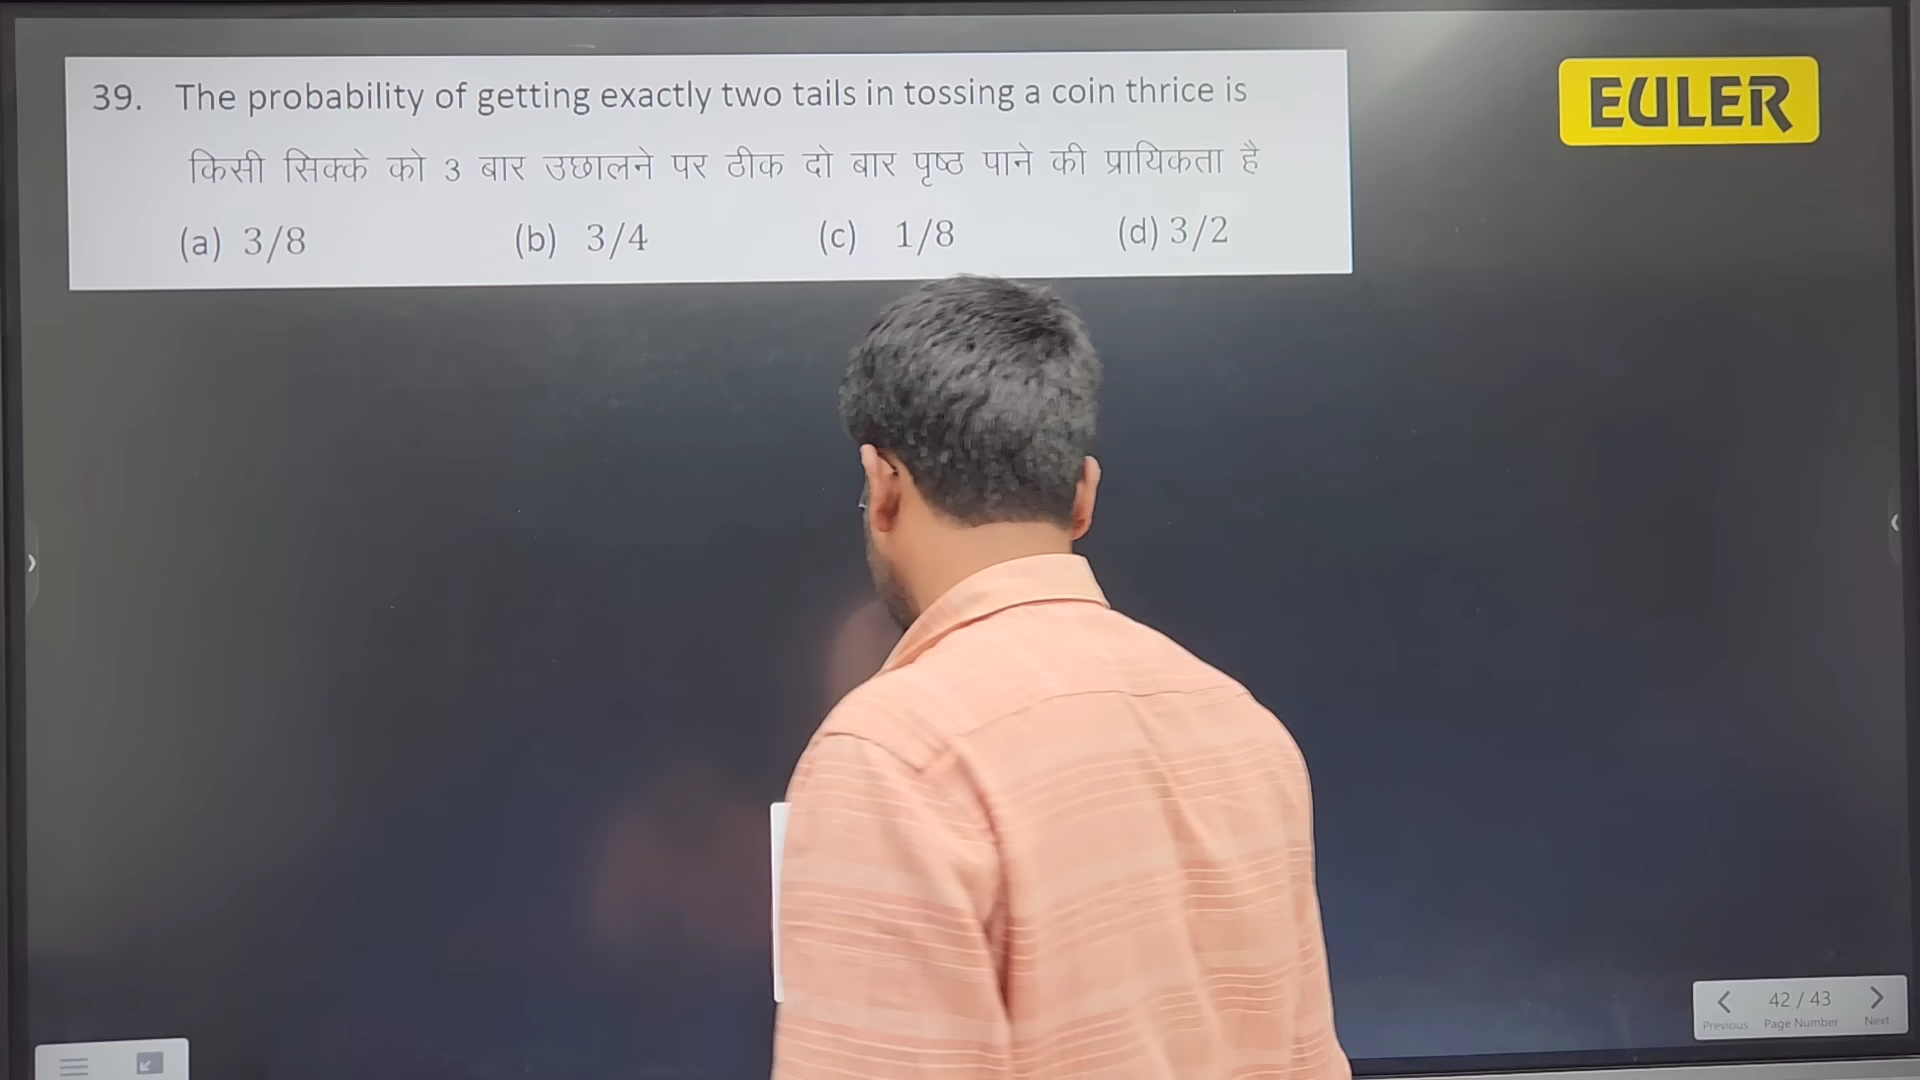 39. The probability of getting exactly two tails in tossing a coin thrice is
किसी सिक्के को 3 बार उछालने पर ठीक दो बार पृष्ठ पाने की प्रायिकता है
(a) 3/8 (b) 3/4 (c) 1/8 (d) 3/2
EULER
42 / 43
Previous Page Number Next